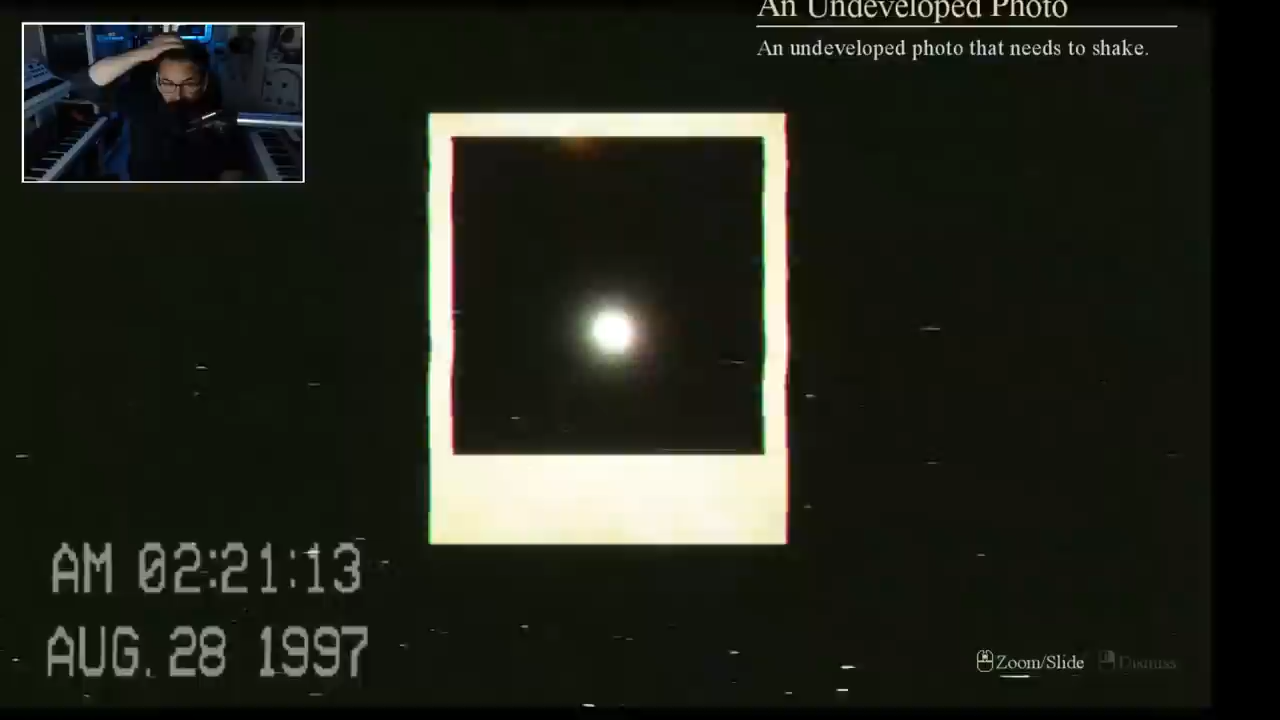 An Undeveloped Photo
An undeveloped photo that needs to shake.
AM 02:21:13
AUG. 28 1997
Zoom/Slide
Dismiss